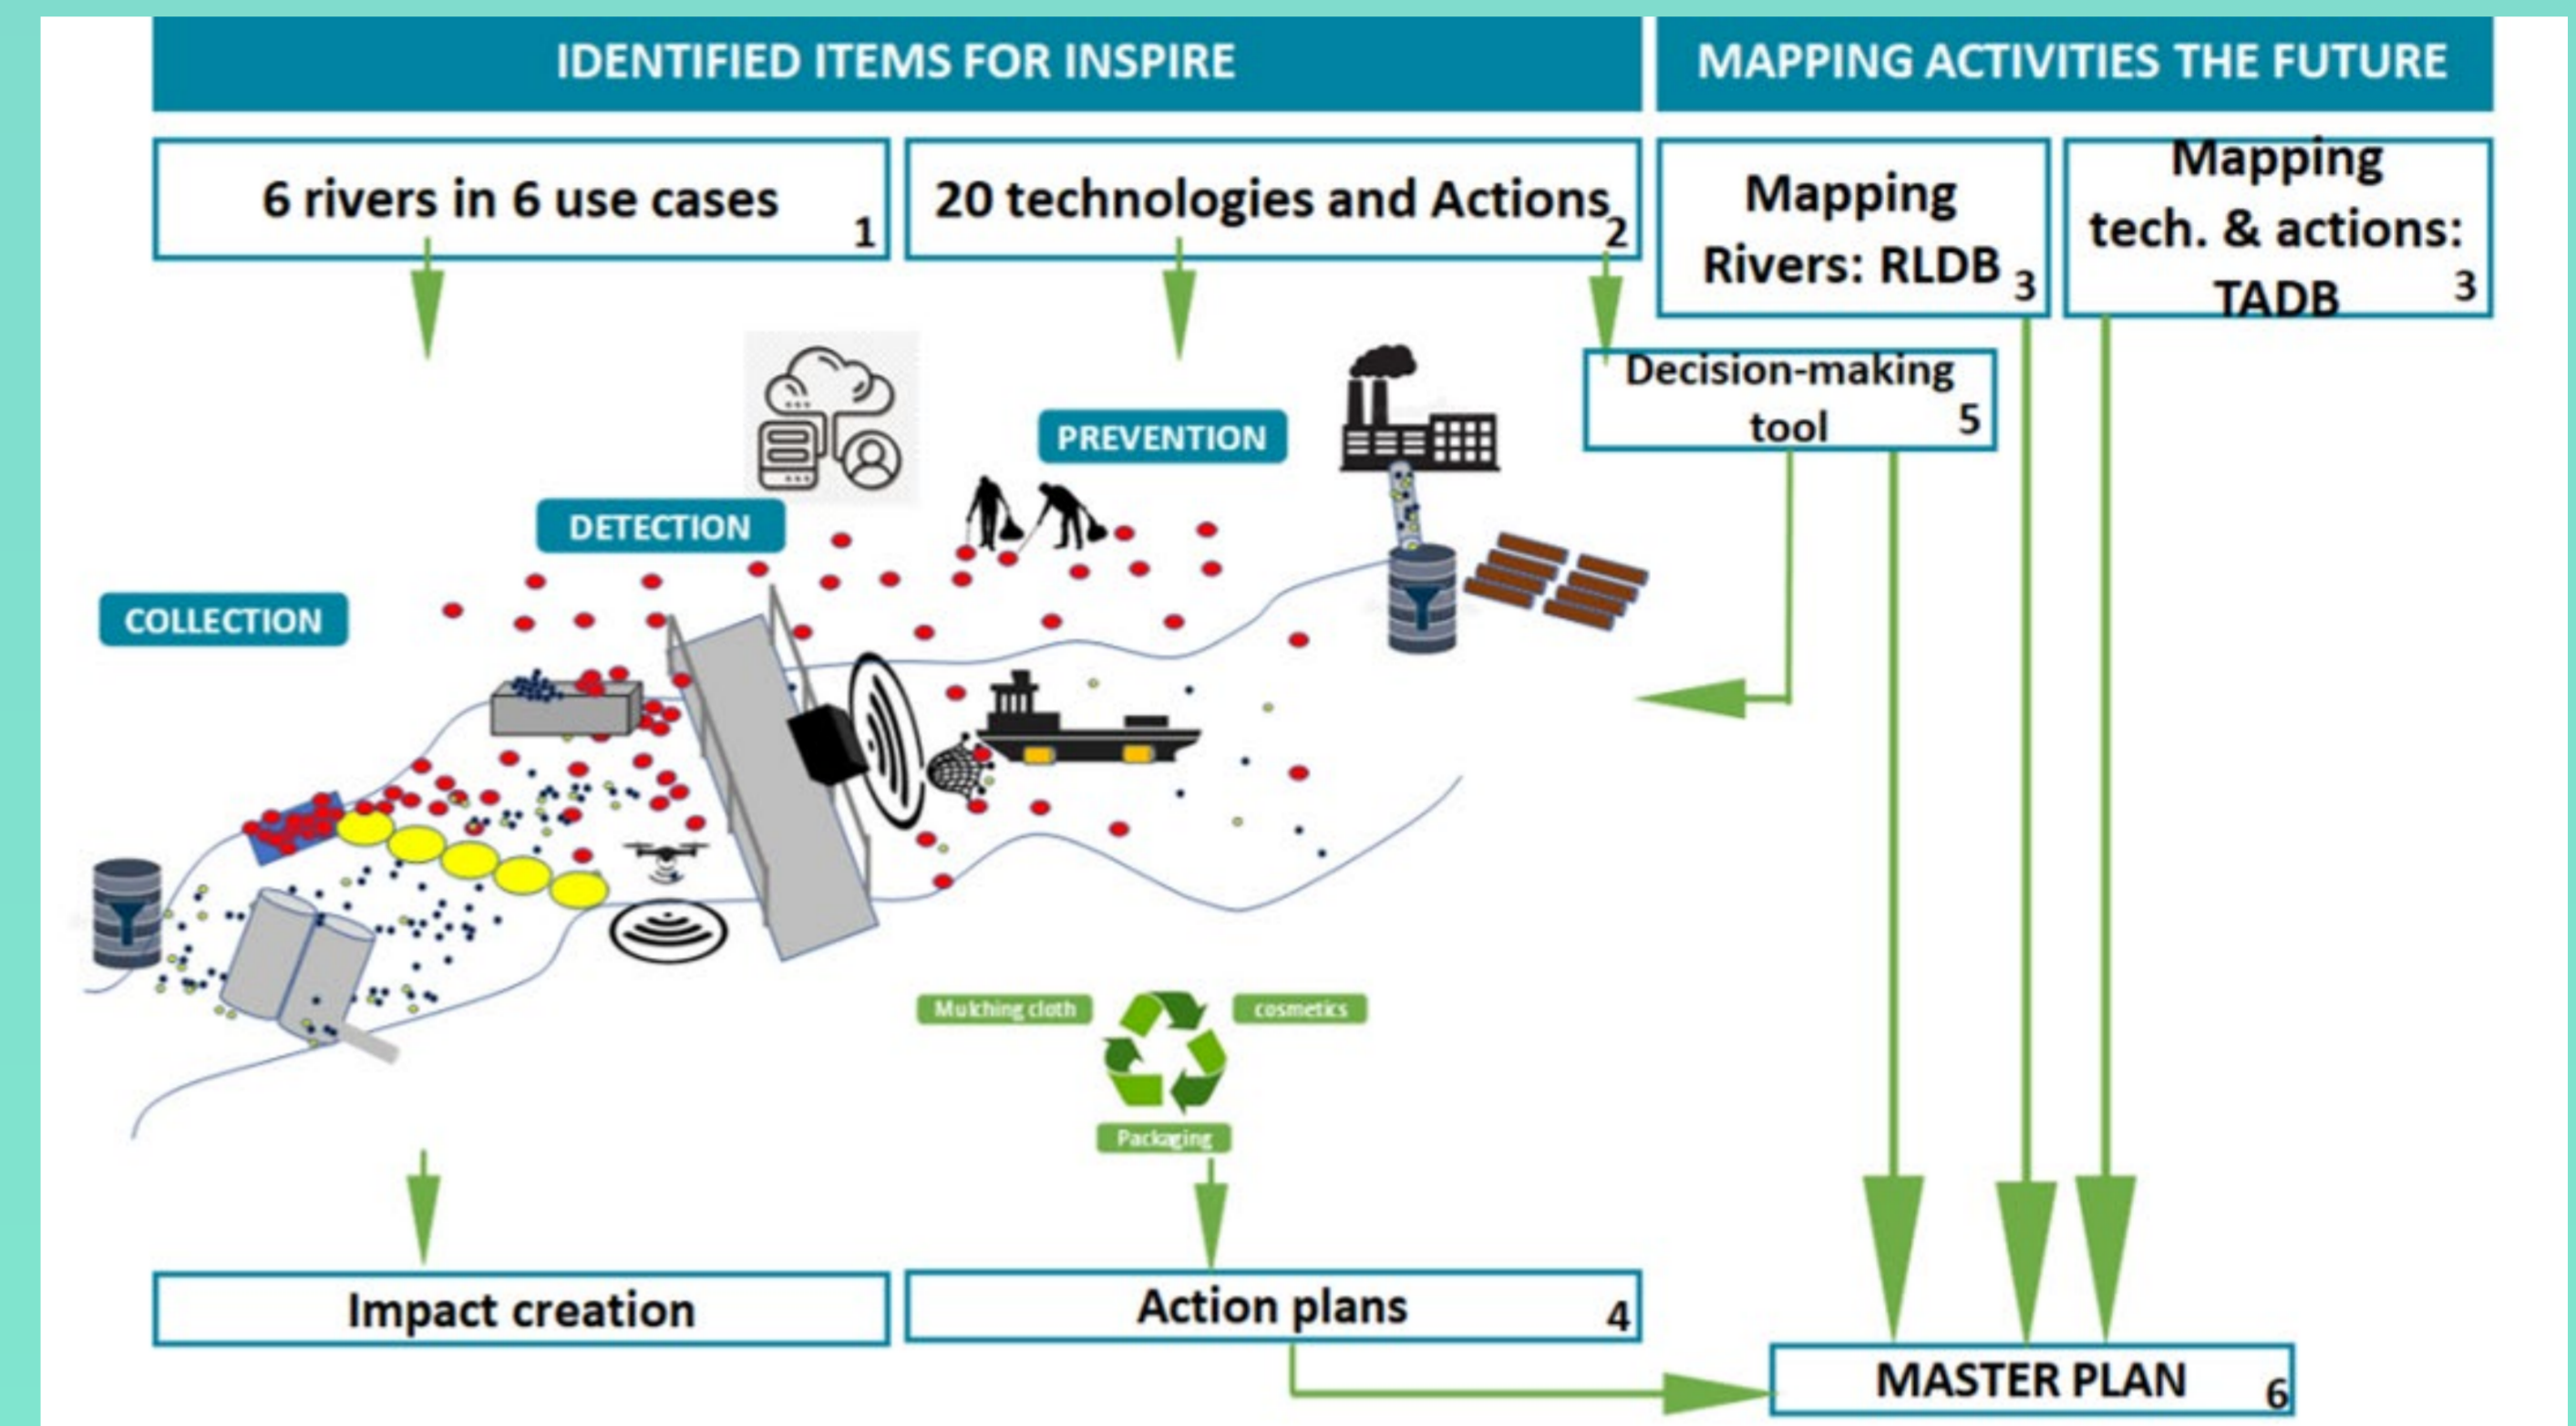 IDENTIFIED ITEMS FOR INSPIRE
MAPPING ACTIVITIES THE FUTURE
6 rivers in 6 use cases
1
20 technologies and Actions
2
Mapping
Rivers: RLDB
3
Mapping
tech. & actions:
TADB
3
Decision-making
tool
5
PREVENTION
DETECTION
COLLECTION
Mulching cloth
cosmetics
Packaging
Impact creation
Action plans
4
MASTER PLAN
6